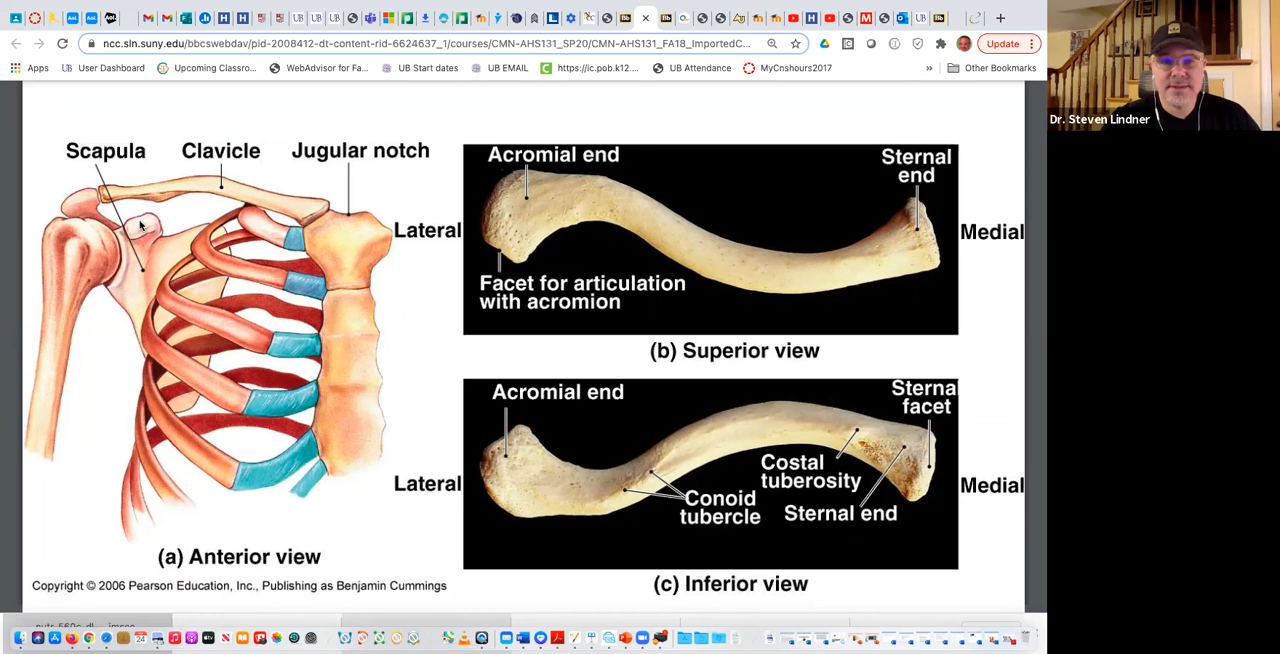 ncc.sln.suny.edu/bbcswebdav/pid-2008412-dt-content-rid-6624637_1/courses/CMN-AHS131_SP20/CMN-AHS131_FA18_ImportedC...
Update
Apps
UB User Dashboard
Upcoming Classro...
WebAdvisor for Fa...
UB Start dates
UB EMAIL
https://ic.pob.k12....
UB Attendance
MyCnshours2017
»
Other Bookmarks
Dr. Steven Lindner
Scapula
Clavicle
Jugular notch
Acromial end
Sternal
end
Lateral
Medial
Facet for articulation
with acromion
(b) Superior view
Acromial end
Sternal
facet
Costal
tuberosity
Lateral
Medial
Conoid
tubercle
Sternal end
(a) Anterior view
(c) Inferior view
Copyright © 2006 Pearson Education, Inc., Publishing as Benjamin Cummings